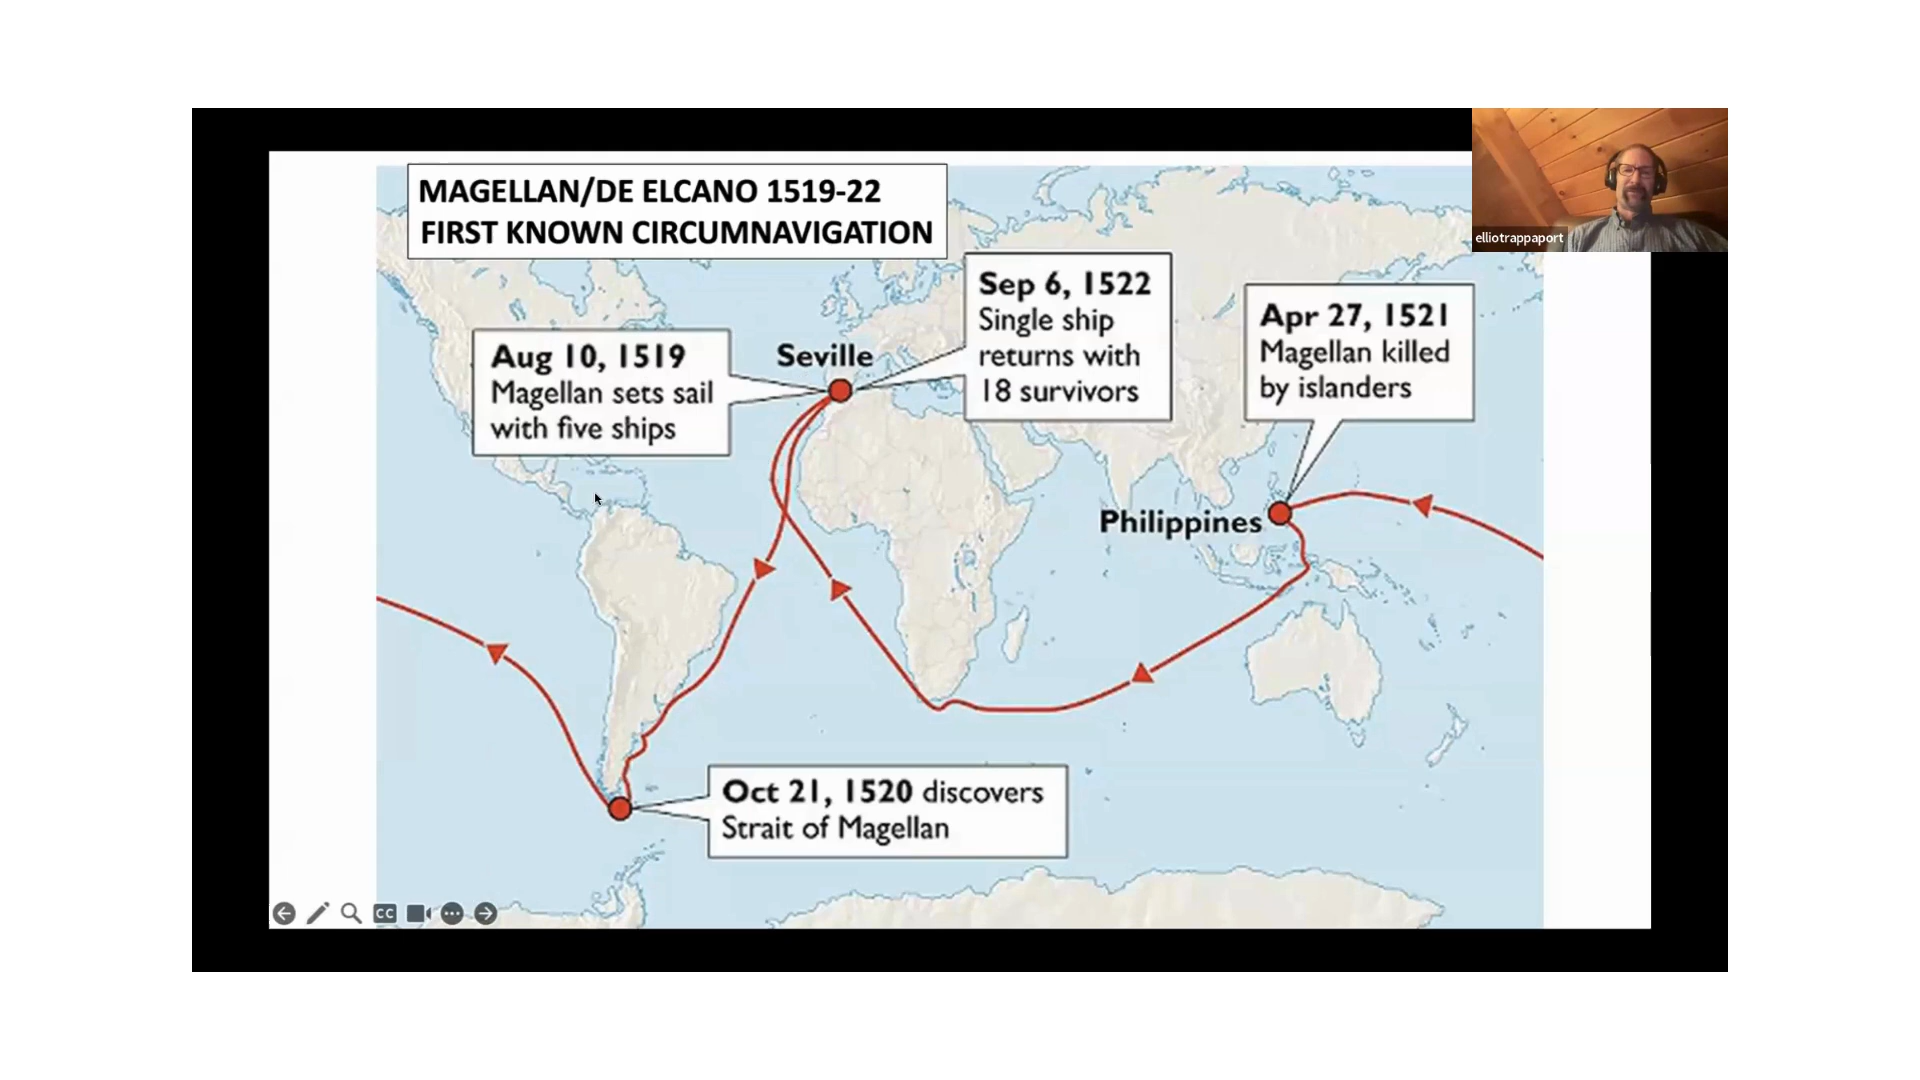 MAGELLAN/DE ELCANO 1519-22
FIRST KNOWN CIRCUMNAVIGATION
elliotrappaport
Sep 6, 1522
Single ship
returns with
18 survivors
Apr 27, 1521
Magellan killed
by islanders
Aug 10, 1519
Magellan sets sail
with five ships
Seville
Philippines
Oct 21, 1520 discovers
Strait of Magellan
CC